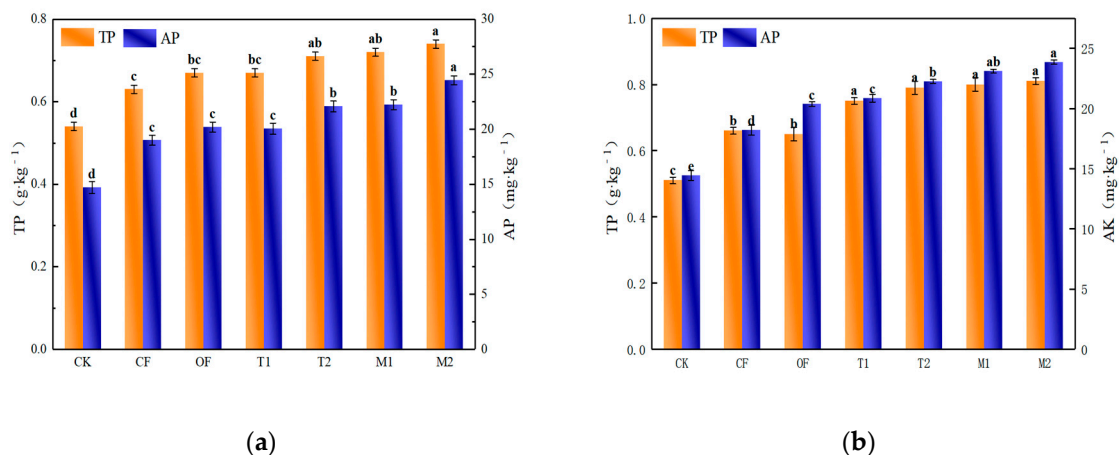 TP AP
TP (g·kg⁻¹)
0.8
0.6
0.4
0.2
0.0
30
25
20
15
10
5
0
AP (mg·kg⁻¹)
d d
c c
bc c
bc c
ab b
ab b
a a
CK CF OF T1 T2 M1 M2
(a)
TP AP
TP (g·kg⁻¹)
1.0
0.8
0.6
0.4
0.2
0.0
25
20
15
10
5
0
AK (mg·kg⁻¹)
c e
b d
b c
a c
a b
a ab
a a
CK CF OF T1 T2 M1 M2
(b)